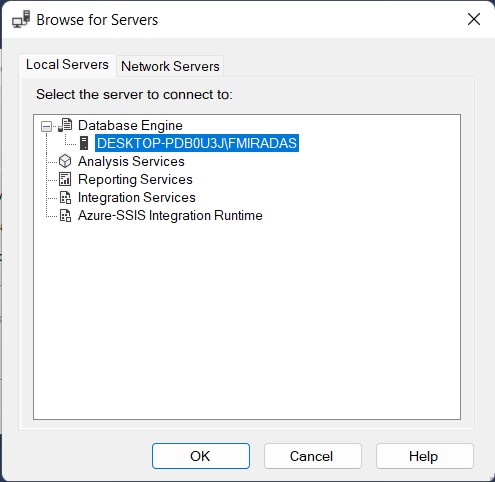 Browse for Servers
Local Servers
Network Servers
Select the server to connect to:
Database Engine
DESKTOP-PDB0U3J\FMIRADAS
Analysis Services
Reporting Services
Integration Services
Azure-SSIS Integration Runtime
OK
Cancel
Help